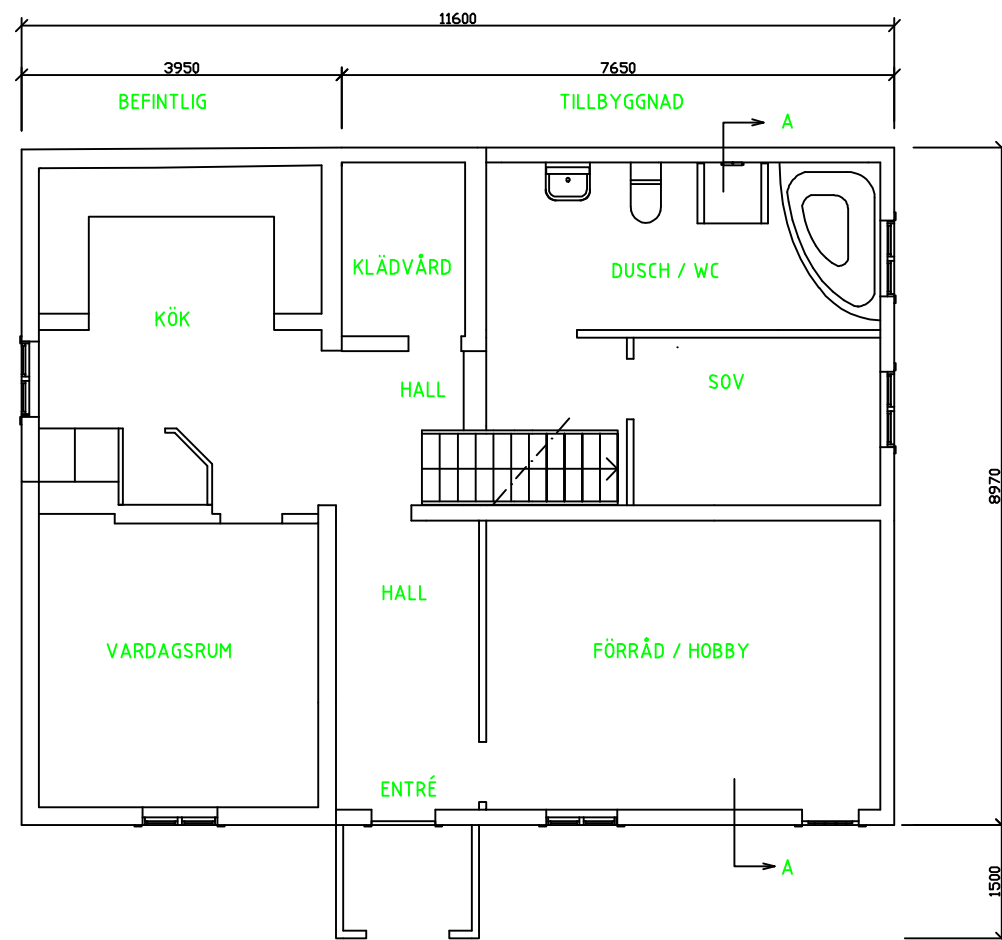 11600
3950
7650
BEFINTLIG
TILLBYGGNAD
A
KLÄDVÅRD
DUSCH / WC
KÖK
SOV
HALL
8970
HALL
VARDAGSRUM
FÖRRÅD / HOBBY
ENTRÉ
A
1500